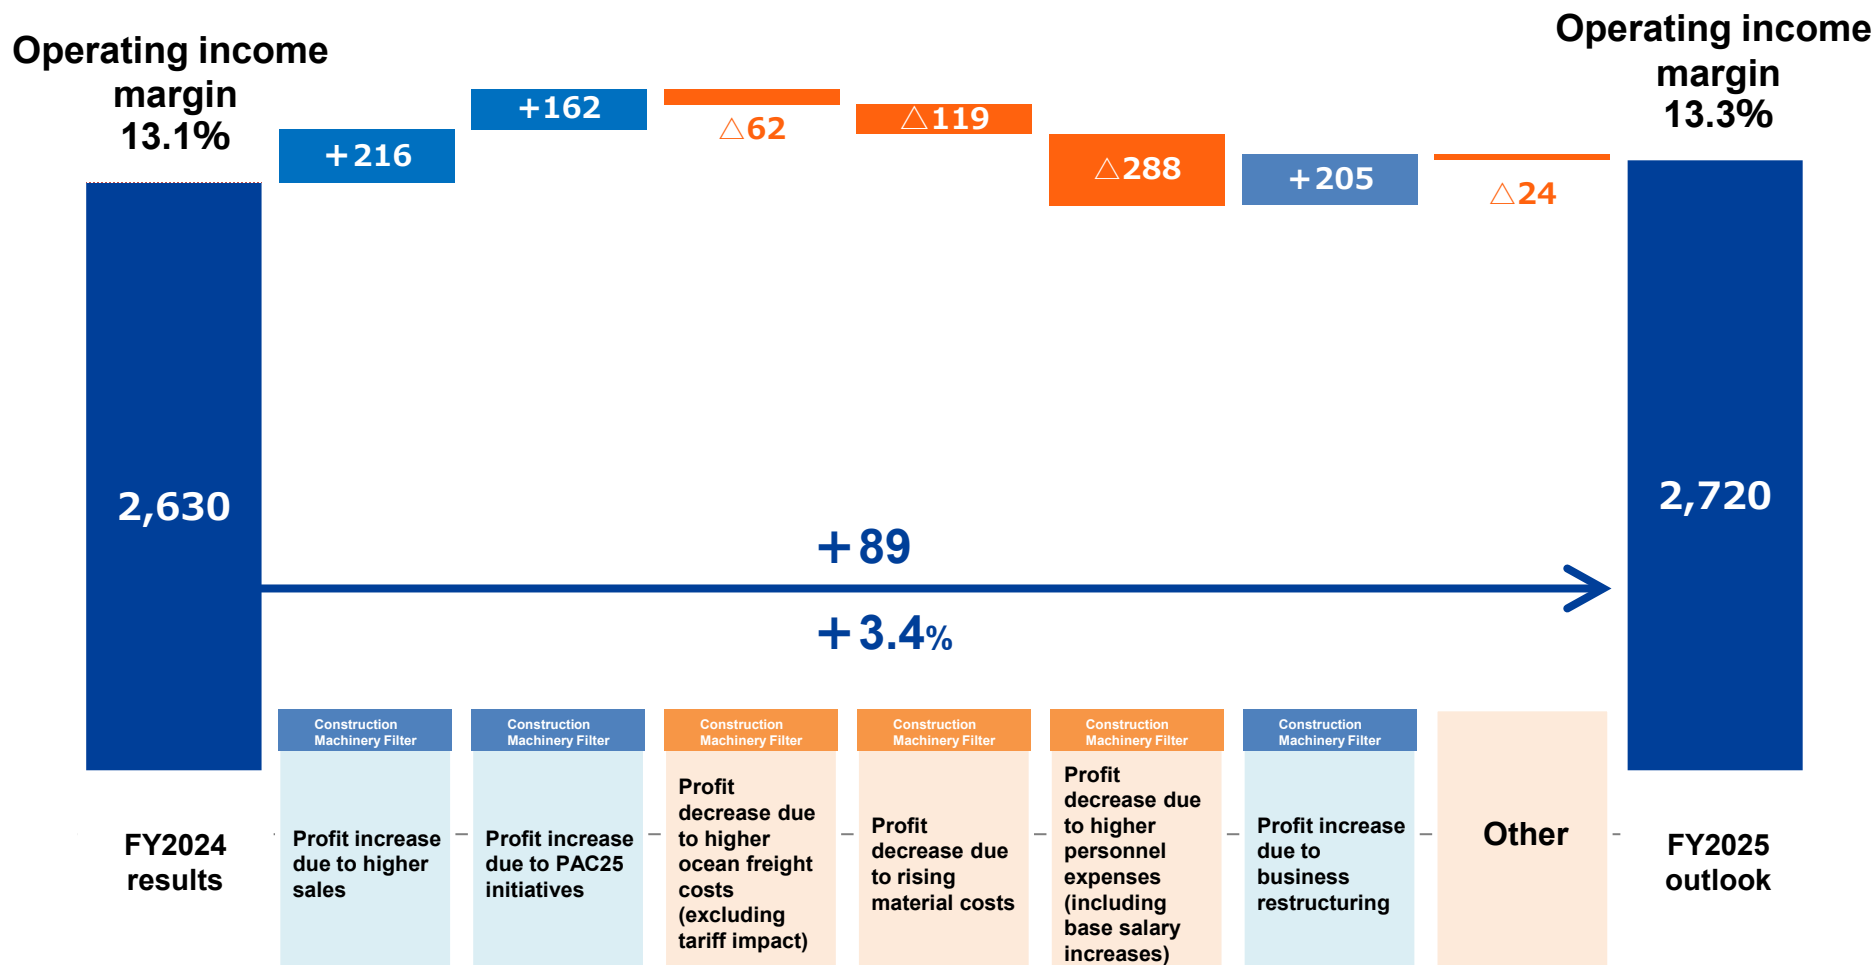 Operating income
margin
13.1%
+216
+162
△62
△119
△288
+205
△24
Operating income
margin
13.3%
2,630
2,720
+89
+3.4%
FY2024
results
Construction
Machinery Filter
Profit increase
due to higher
sales
Construction
Machinery Filter
Profit increase
due to PAC25
initiatives
Construction
Machinery Filter
Profit
decrease due
to higher
ocean freight
costs
(excluding
tariff impact)
Construction
Machinery Filter
Profit
decrease due
to rising
material costs
Construction
Machinery Filter
Profit
decrease due
to higher
personnel
expenses
(including
base salary
increases)
Construction
Machinery Filter
Profit increase
due to
business
restructuring
Other
FY2025
outlook